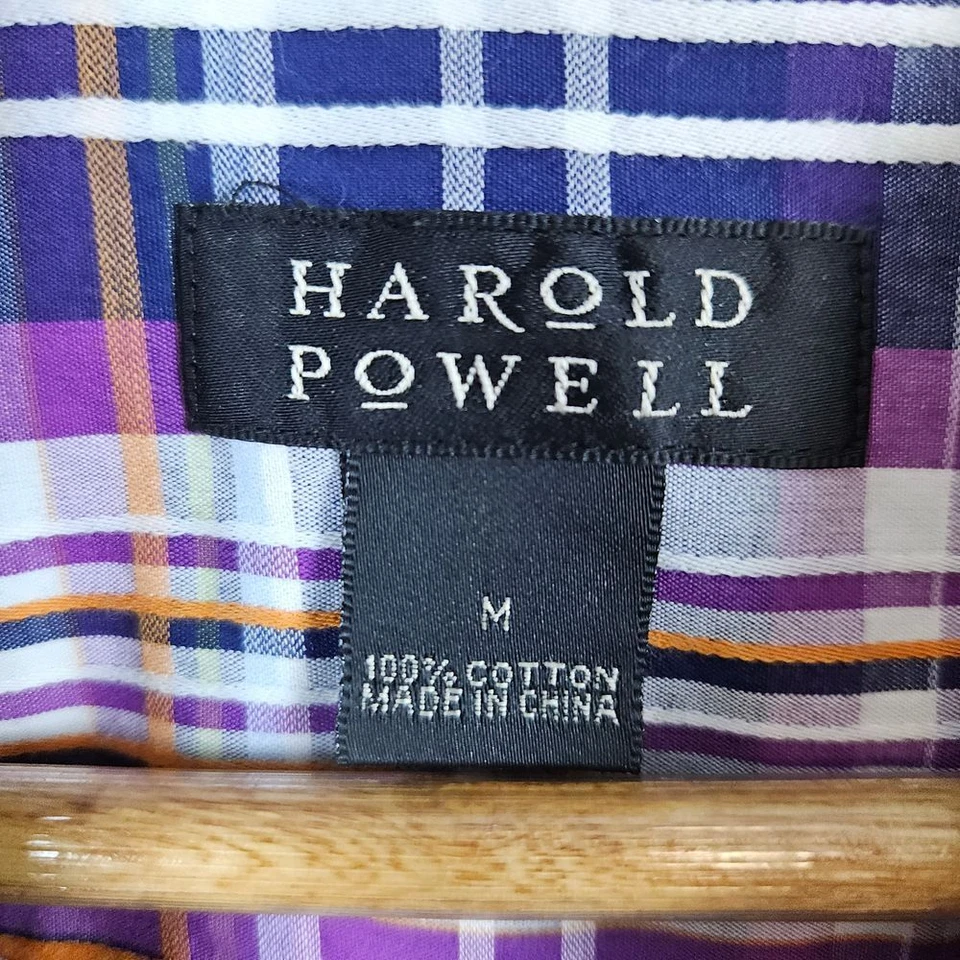 HAROLD
POWELL
M
100% COTTON
MADE IN CHINA